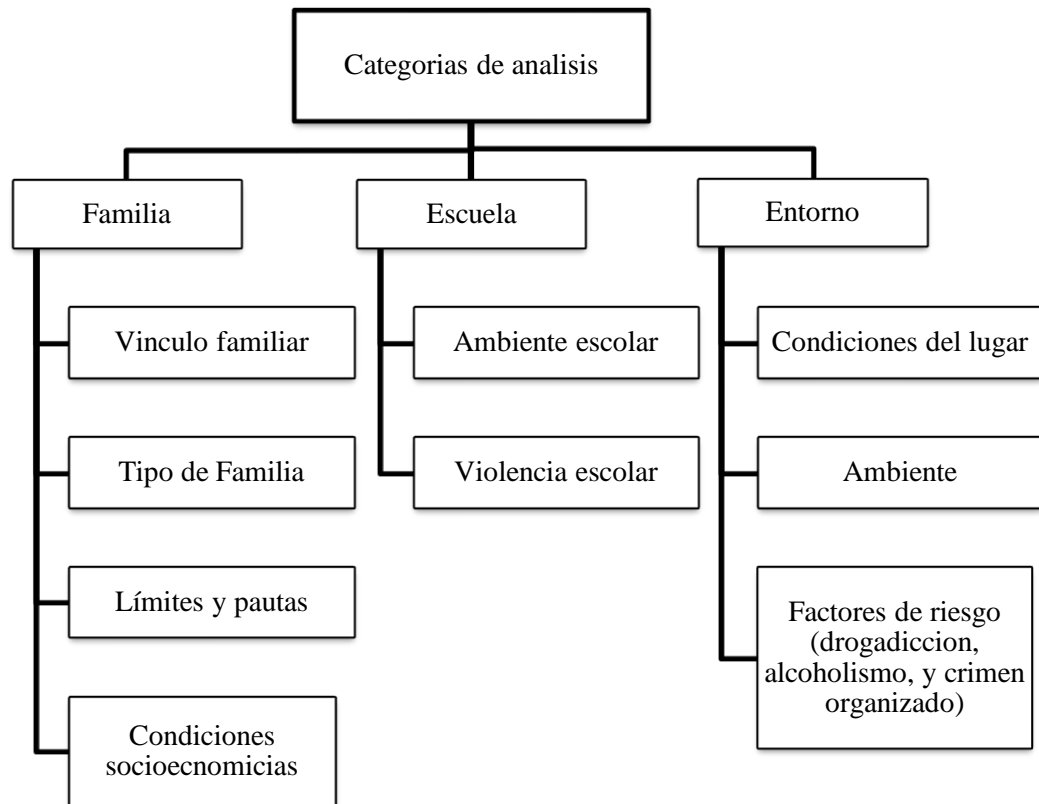 Categorias de analisis
Familia
Escuela
Entorno
Vinculo familiar
Ambiente escolar
Condiciones del lugar
Tipo de Familia
Violencia escolar
Ambiente
Límites y pautas
Factores de riesgo
(drogadiccion,
alcoholismo, y crimen
organizado)
Condiciones
socioecnomicias